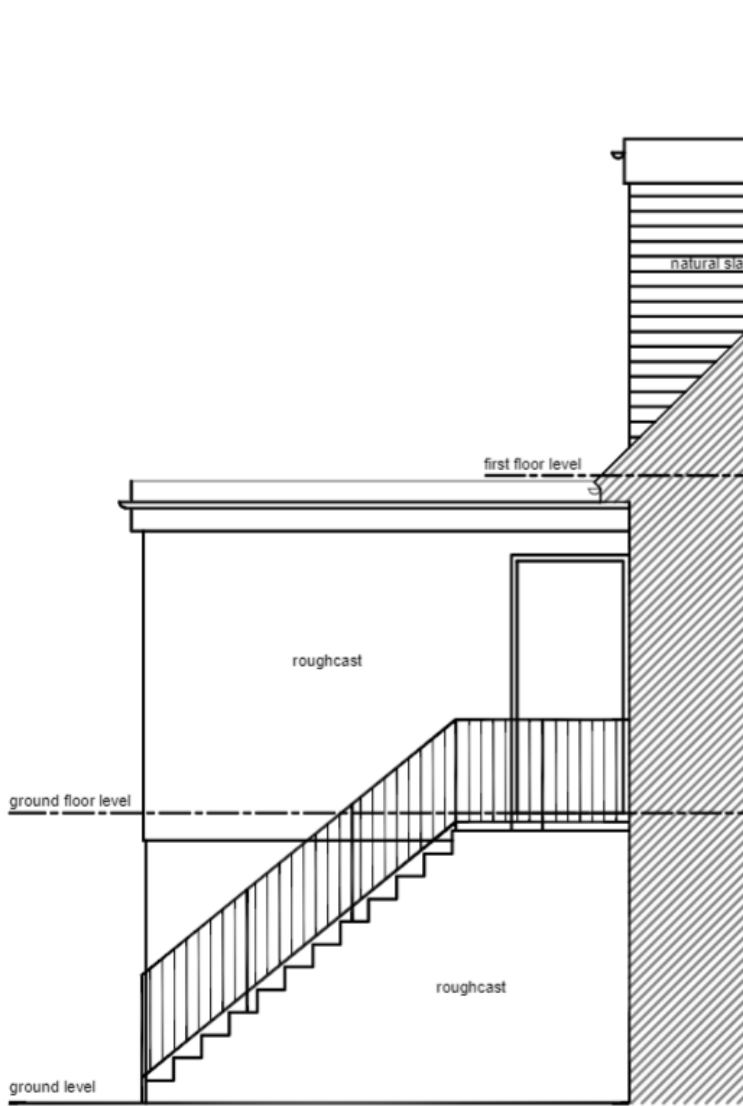 natural sla
first floor level
roughcast
ground floor level
roughcast
ground level